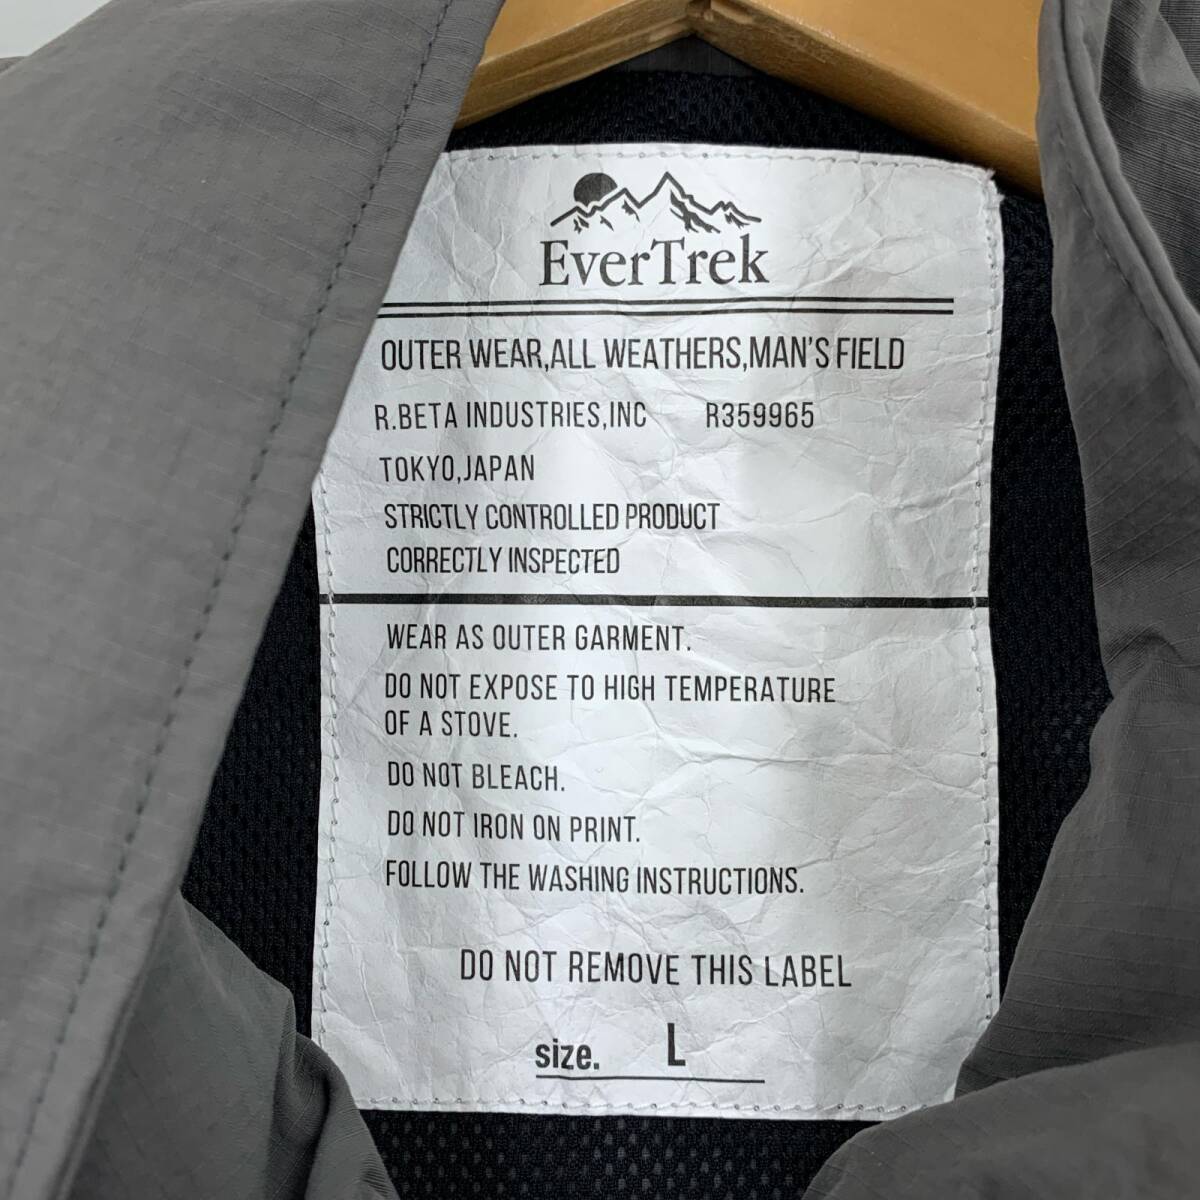 EverTrek
OUTER WEAR,ALL WEATHERS,MAN'S FIELD
R.BETA INDUSTRIES,INC R359965
TOKYO,JAPAN
STRICTLY CONTROLLED PRODUCT
CORRECTLY INSPECTED
WEAR AS OUTER GARMENT.
DO NOT EXPOSE TO HIGH TEMPERATURE
OF A STOVE.
DO NOT BLEACH.
DO NOT IRON ON PRINT.
FOLLOW THE WASHING INSTRUCTIONS.
DO NOT REMOVE THIS LABEL
size. L